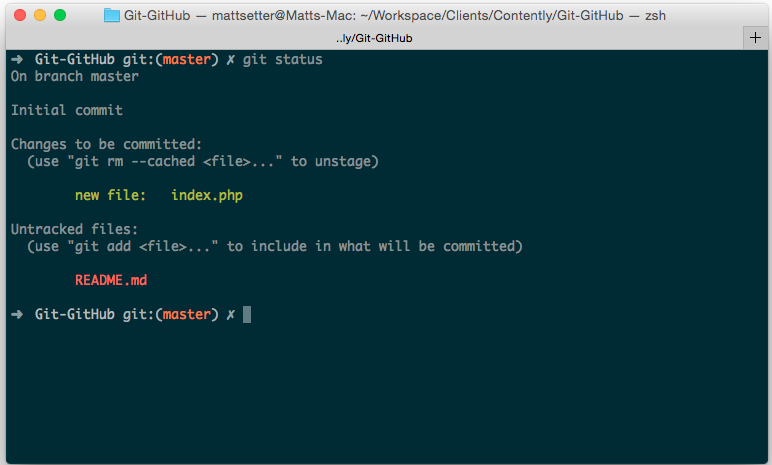 Git-GitHub — mattsetter@Matts-Mac: ~/Workspace/Clients/Contently/Git-GitHub — zsh
..ly/Git-GitHub
➜ Git-GitHub git:(master) ✗ git status
On branch master
Initial commit
Changes to be committed:
(use "git rm --cached <file>..." to unstage)
new file: index.php
Untracked files:
(use "git add <file>..." to include in what will be committed)
README.md
➜ Git-GitHub git:(master) ✗